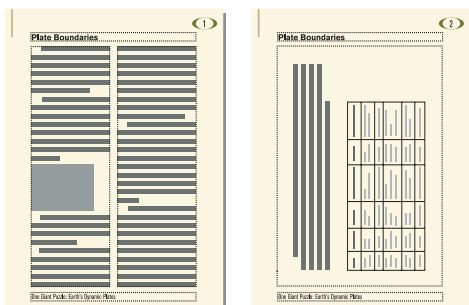 1
Plate Boundaries
One Giant Puzzle: Earth's Dynamic Plates
2
Plate Boundaries
One Giant Puzzle: Earth's Dynamic Plates